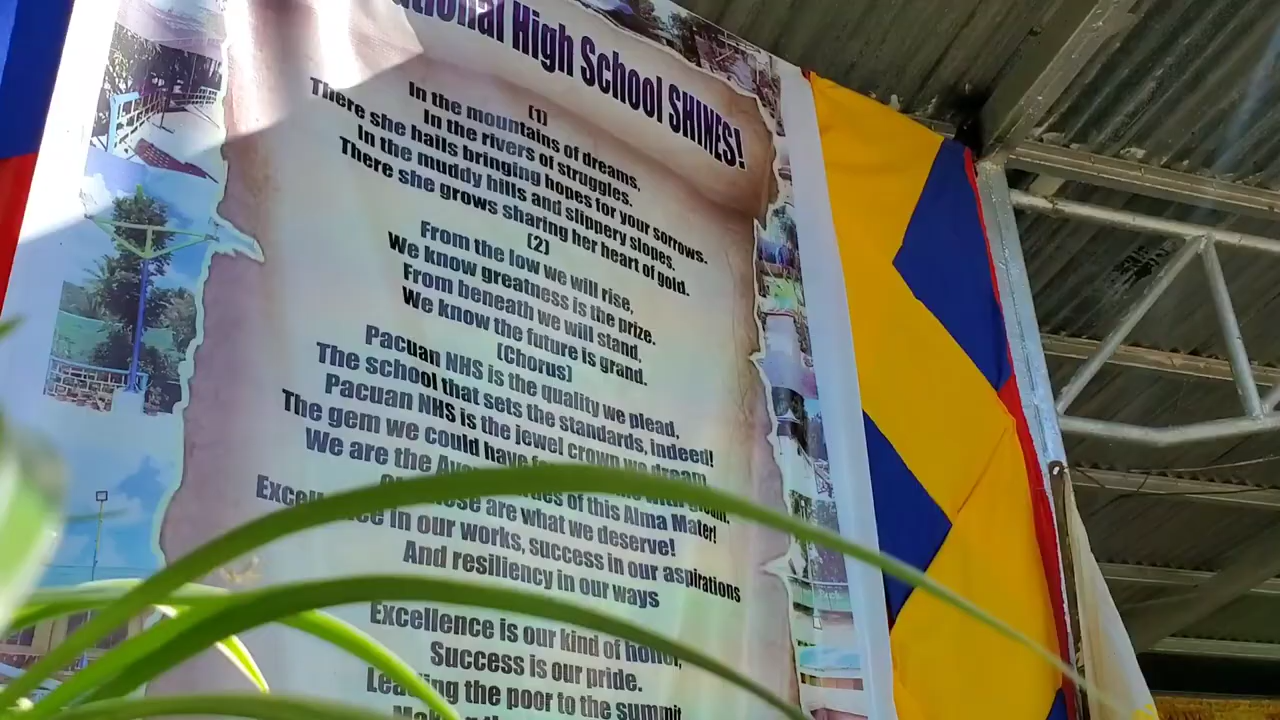 National High School SHINES!
(1)
In the mountains of dreams,
In the rivers of struggles.
There she hails bringing hopes for your sorrows.
In the muddy hills and slippery slopes.
There she grows sharing her heart of gold.
(2)
From the low we will rise,
We know greatness is the prize.
From beneath we will stand,
We know the future is grand.
(Chorus)
Pacuan NHS is the quality we plead,
The school that sets the standards, indeed!
Pacuan NHS is the jewel crown we dream
The gem we could have
We are the
of this Alma Mater!
are what we deserve!
Excellence in our works, success in our aspirations
And resiliency in our ways
Excellence is our kind of honor,
Success is our pride.
Leading the poor to the summit